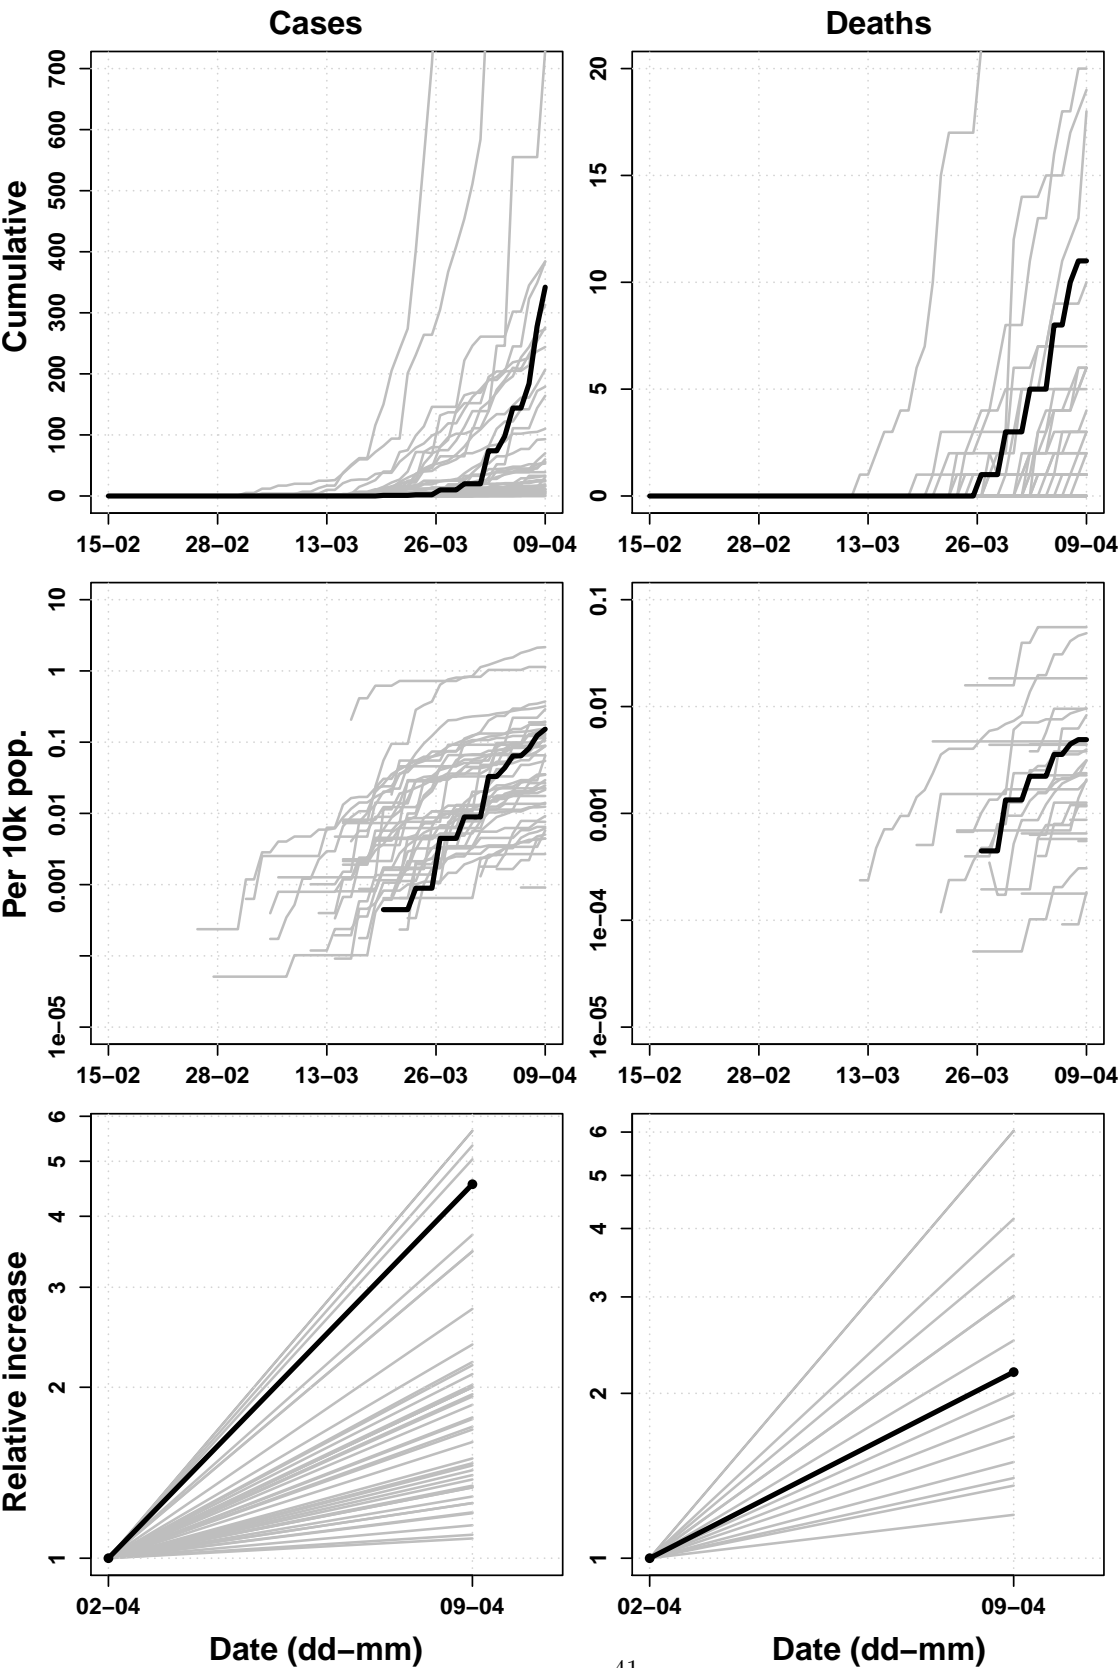 Cases
Deaths
Cumulative
0 100 200 300 400 500 600 700
15−02 28−02 13−03 26−03 09−04
0 5 10 15 20
15−02 28−02 13−03 26−03 09−04
Per 10k pop.
1e−05 0.001 0.01 0.1 1 10
15−02 28−02 13−03 26−03 09−04
1e−05 1e−04 0.001 0.01 0.1
15−02 28−02 13−03 26−03 09−04
Relative increase
1 2 3 4 5 6
02−04 09−04
Date (dd−mm)
1 2 3 4 5 6
02−04 09−04
Date (dd−mm)
41